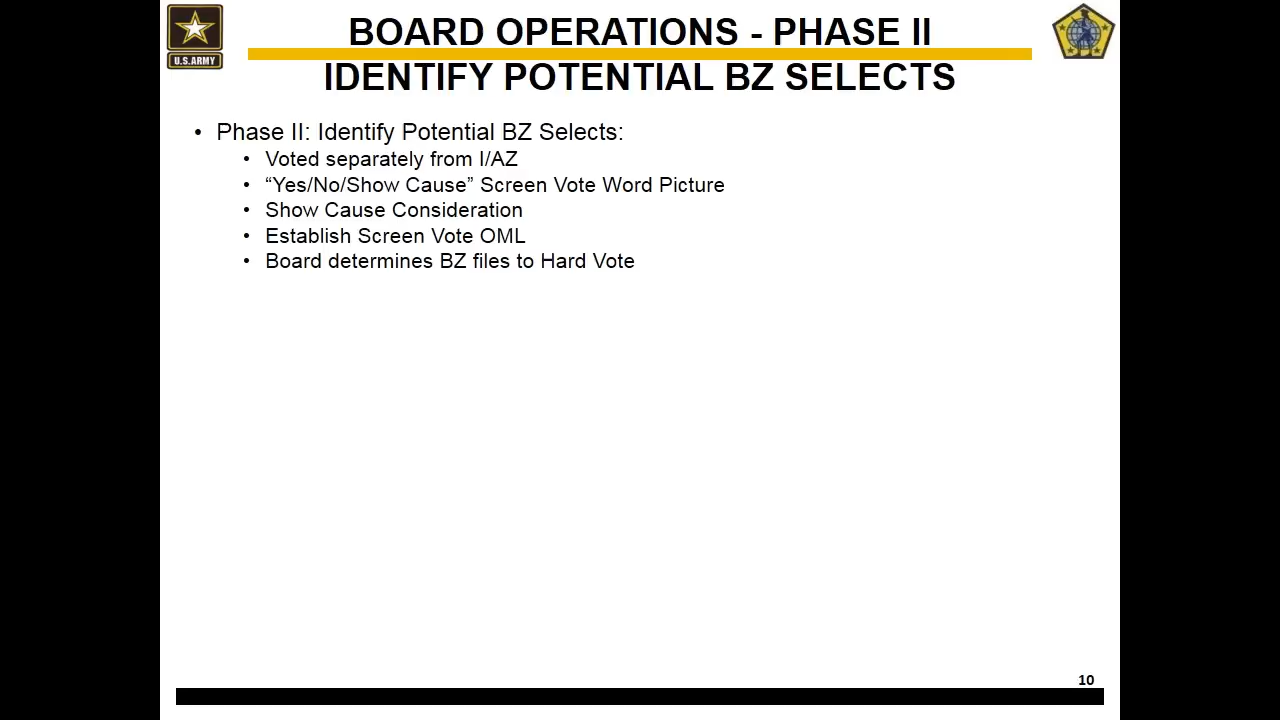 U.S.ARMY
BOARD OPERATIONS - PHASE II
IDENTIFY POTENTIAL BZ SELECTS
• Phase II: Identify Potential BZ Selects:
• Voted separately from I/AZ
• “Yes/No/Show Cause” Screen Vote Word Picture
• Show Cause Consideration
• Establish Screen Vote OML
• Board determines BZ files to Hard Vote
10